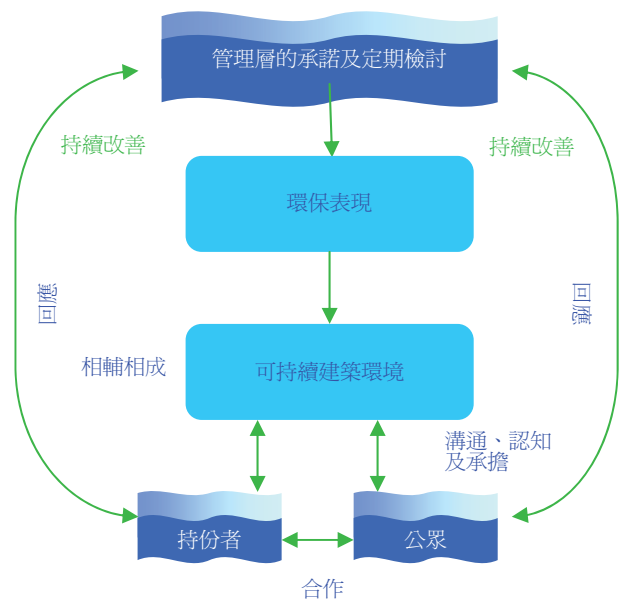 管理層的承諾及定期檢討
持續改善
持續改善
環保表現
回應
回應
相輔相成
可持續建築環境
溝通、認知
及承擔
持份者
公眾
合作